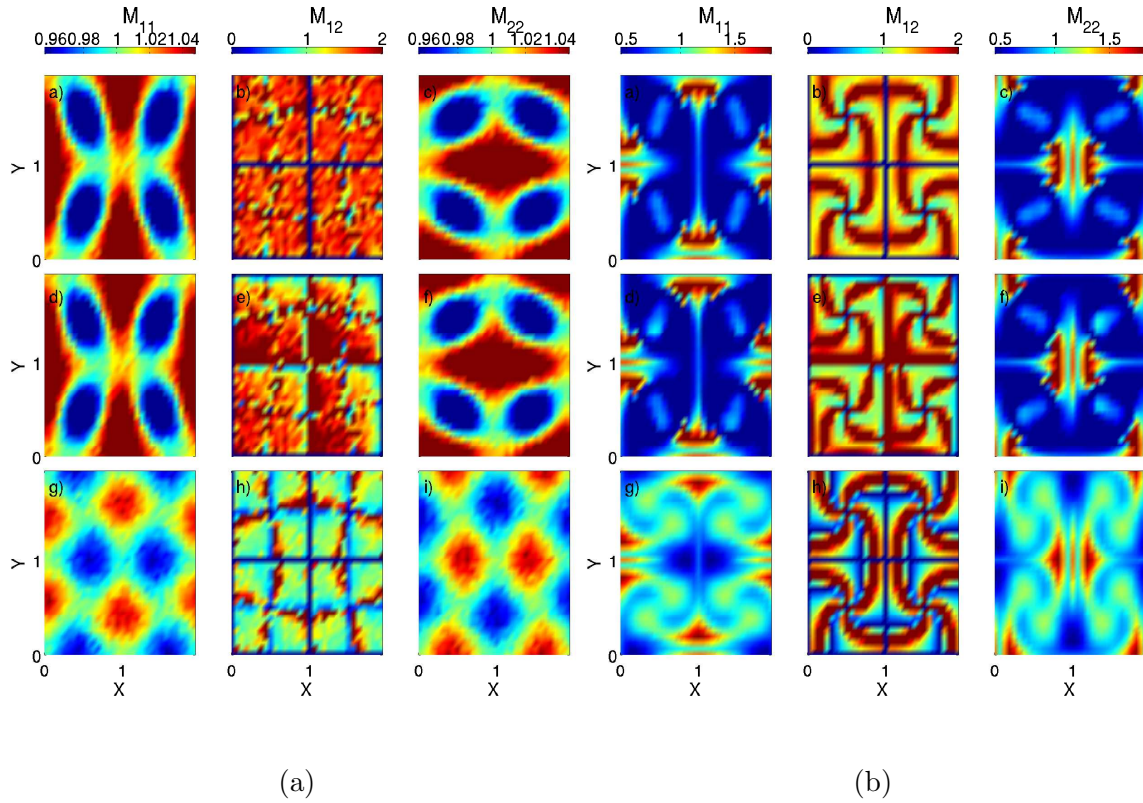 M11 M12 M22 M11 M12 M22
0.96 0.98 1 1.02 1.04 0 1 2 0.96 0.98 1 1.02 1.04 0.5 1 1.5 0 1 2 0.5 1 1.5
a) b) c) a) b) c)
Y 1 Y 1
0 0
d) e) f) d) e) f)
Y 1 Y 1
0 0
g) h) i) g) h) i)
Y 1 Y 1
0 0
0 1 0 1 0 1 0 1 0 1 0 1
X X X X X X
(a) (b)